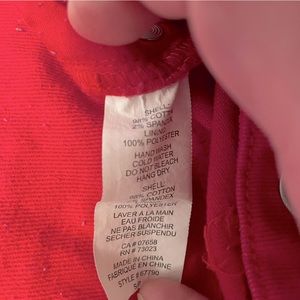 SHELL:
98% COTTON
2% SPANDEX
LINING
100% POLYESTER
HAND WASH
COLD WATER
DO NOT BLEACH
HANG DRY
SHELL:
98% COTTON
2% SPANDEX
100% POLYESTER
LAVER A LA MAIN
EAU FROIDE
NE PAS BLANCHIR
SECHER SUSPENDU
CA# 07658
RN # 73023
MADE IN CHINA
FABRIQUÉ EN CHINE
STYLE # 67790